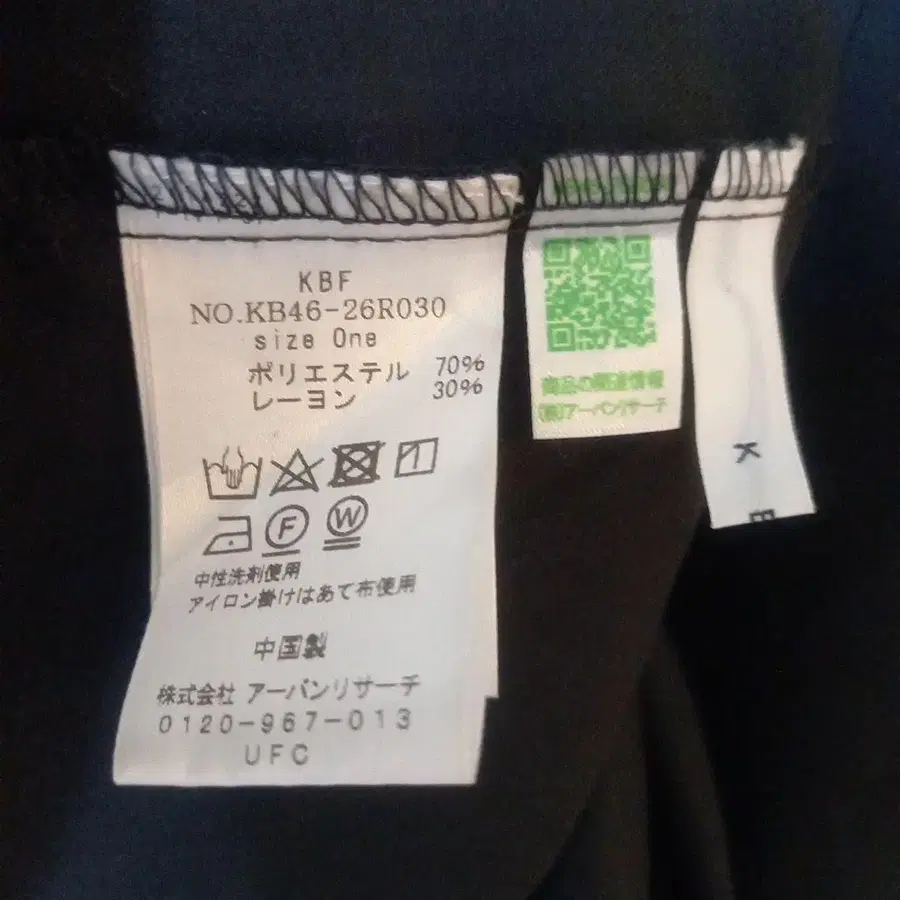 KBF
NO.KB46-26R030
size One
ポリエステル 70%
レーヨン 30%
F W
中性洗剤使用
アイロン掛けはあて布使用
中国製
株式会社 アーバンリサーチ
0120-967-013
UFC
商品の関連情報
(株)アーバンリサーチ
K